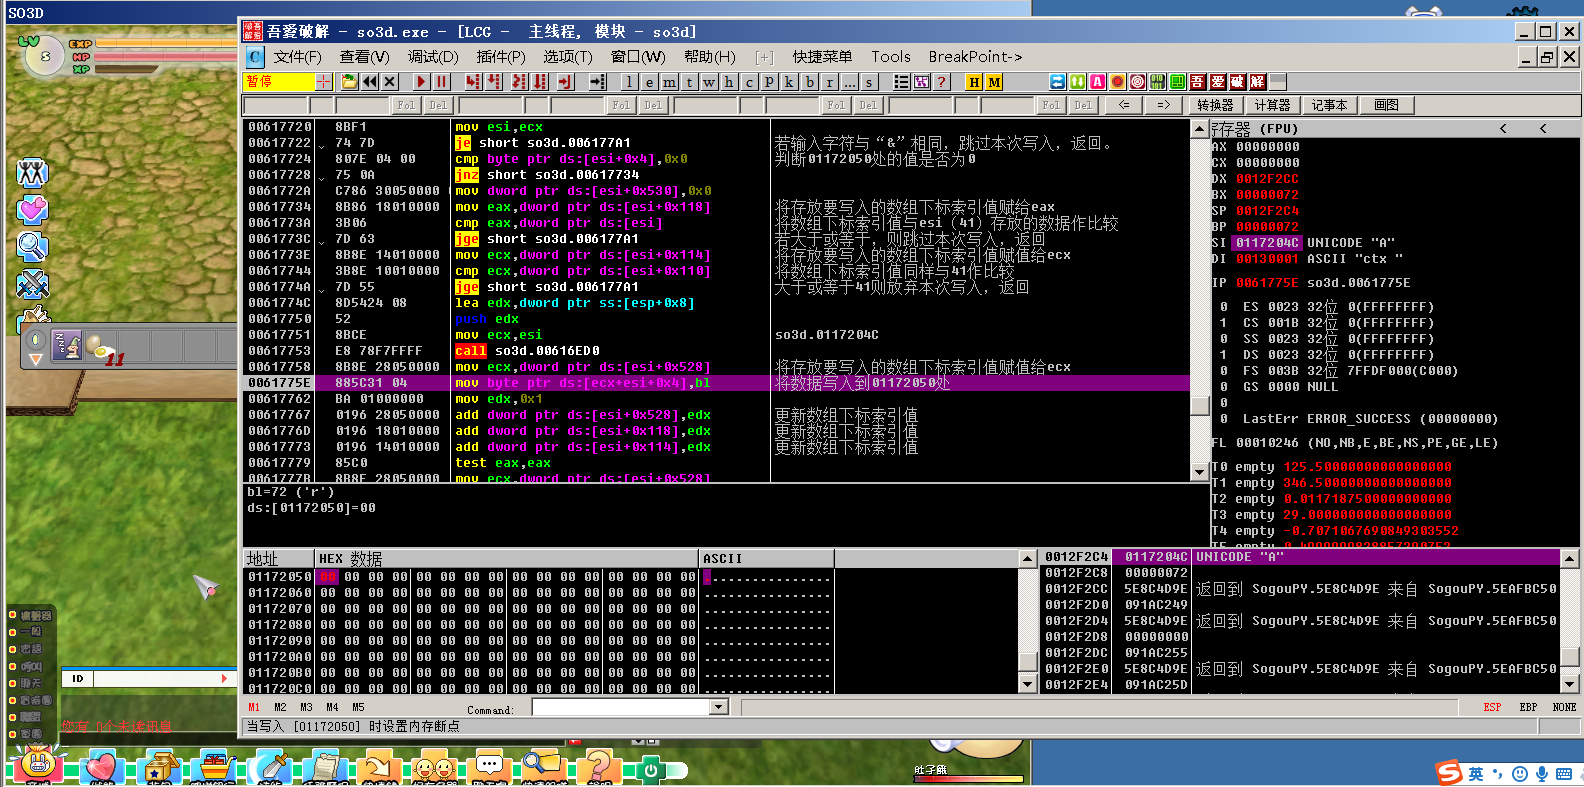 SO3D
吾爱破解 - so3d.exe - [LCG -  主线程, 模块 - so3d]
文件(F) 查看(V) 调试(D) 插件(P) 选项(T) 窗口(W) 帮助(H) [+] 快捷菜单 Tools BreakPoint->
暂停 l e m t w h c p k b r ... s ? H M 吾 爱 破 解
Fol Del Fol Del Fol Del Fol Del <= => 转换器 计算器 记事本 画图
00617720 8BF1 mov esi,ecx
00617722 74 7D je short so3d.006177A1 若输入字符与“&”相同，跳过本次写入，返回。
00617724 807E 04 00 cmp byte ptr ds:[esi+0x4],0x0 判断01172050处的值是否为0
00617728 75 0A jnz short so3d.00617734
0061772A C786 30050000 mov dword ptr ds:[esi+0x530],0x0
00617734 8B86 18010000 mov eax,dword ptr ds:[esi+0x118] 将存放要写入的数组下标索引值赋给eax
0061773A 3B06 cmp eax,dword ptr ds:[esi] 将数组下标索引值与esi（41）存放的数据作比较
0061773C 7D 63 jge short so3d.006177A1 若大于或等于，则跳过本次写入，返回
0061773E 8B8E 14010000 mov ecx,dword ptr ds:[esi+0x114] 将存放要写入的数组下标索引值赋值给ecx
00617744 3B8E 10010000 cmp ecx,dword ptr ds:[esi+0x110] 将数组下标索引值同样与41作比较
0061774A 7D 55 jge short so3d.006177A1 大于或等于41则放弃本次写入，返回
0061774C 8D5424 08 lea edx,dword ptr ss:[esp+0x8]
00617750 52 push edx
00617751 8BCE mov ecx,esi so3d.0117204C
00617753 E8 78F7FFFF call so3d.00616ED0
00617758 8B8E 28050000 mov ecx,dword ptr ds:[esi+0x528] 将存放要写入的数组下标索引值赋值给ecx
0061775E 885C31 04 mov byte ptr ds:[ecx+esi+0x4],bl 将数据写入到01172050处
00617762 BA 01000000 mov edx,0x1
00617767 0196 28050000 add dword ptr ds:[esi+0x528],edx 更新数组下标索引值
0061776D 0196 18010000 add dword ptr ds:[esi+0x118],edx 更新数组下标索引值
00617773 0196 14010000 add dword ptr ds:[esi+0x114],edx 更新数组下标索引值
00617779 85C0 test eax,eax
0061777B 8B8E 28050000 mov ecx,dword ptr ds:[esi+0x528]
bl=72 ('r')
ds:[01172050]=00
寄存器 (FPU) < <
AX 00000000
CX 00000000
DX 0012F2CC
BX 00000072
SP 0012F2C4
BP 00000072
SI 0117204C UNICODE "A"
DI 00130001 ASCII "ctx "
IP 0061775E so3d.0061775E
0 ES 0023 32位 0(FFFFFFFF)
1 CS 001B 32位 0(FFFFFFFF)
0 SS 0023 32位 0(FFFFFFFF)
1 DS 0023 32位 0(FFFFFFFF)
0 FS 003B 32位 7FFDF000(C000)
0 GS 0000 NULL
0
0 LastErr ERROR_SUCCESS (00000000)
FL 00010246 (NO,NB,E,BE,NS,PE,GE,LE)
T0 empty 125.50000000000000000
T1 empty 346.50000000000000000
T2 empty 0.0117187500000000000
T3 empty 29.000000000000000000
T4 empty -0.7071067690849303552
地址 HEX 数据 ASCII
01172050 00 00 00 00 00 00 00 00 00 00 00 00 00 00 00 00 ................
01172060 00 00 00 00 00 00 00 00 00 00 00 00 00 00 00 00 ................
01172070 00 00 00 00 00 00 00 00 00 00 00 00 00 00 00 00 ................
01172080 00 00 00 00 00 00 00 00 00 00 00 00 00 00 00 00 ................
01172090 00 00 00 00 00 00 00 00 00 00 00 00 00 00 00 00 ................
011720A0 00 00 00 00 00 00 00 00 00 00 00 00 00 00 00 00 ................
011720B0 00 00 00 00 00 00 00 00 00 00 00 00 00 00 00 00 ................
011720C0 00 00 00 00 00 00 00 00 00 00 00 00 00 00 00 00 ................
0012F2C4 0117204C UNICODE "A"
0012F2C8 00000072
0012F2CC 5E8C4D9E 返回到 SogouPY.5E8C4D9E 来自 SogouPY.5EAFBC50
0012F2D0 091AC249
0012F2D4 5E8C4D9E 返回到 SogouPY.5E8C4D9E 来自 SogouPY.5EAFBC50
0012F2D8 00000000
0012F2DC 091AC255
0012F2E0 5E8C4D9E 返回到 SogouPY.5E8C4D9E 来自 SogouPY.5EAFBC50
0012F2E4 091AC25D
M1 M2 M3 M4 M5 Command: ESP EBP NONE
当写入 [01172050] 时设置内存断点
LV S EXP HP XP
11
ID
肚子饿
英